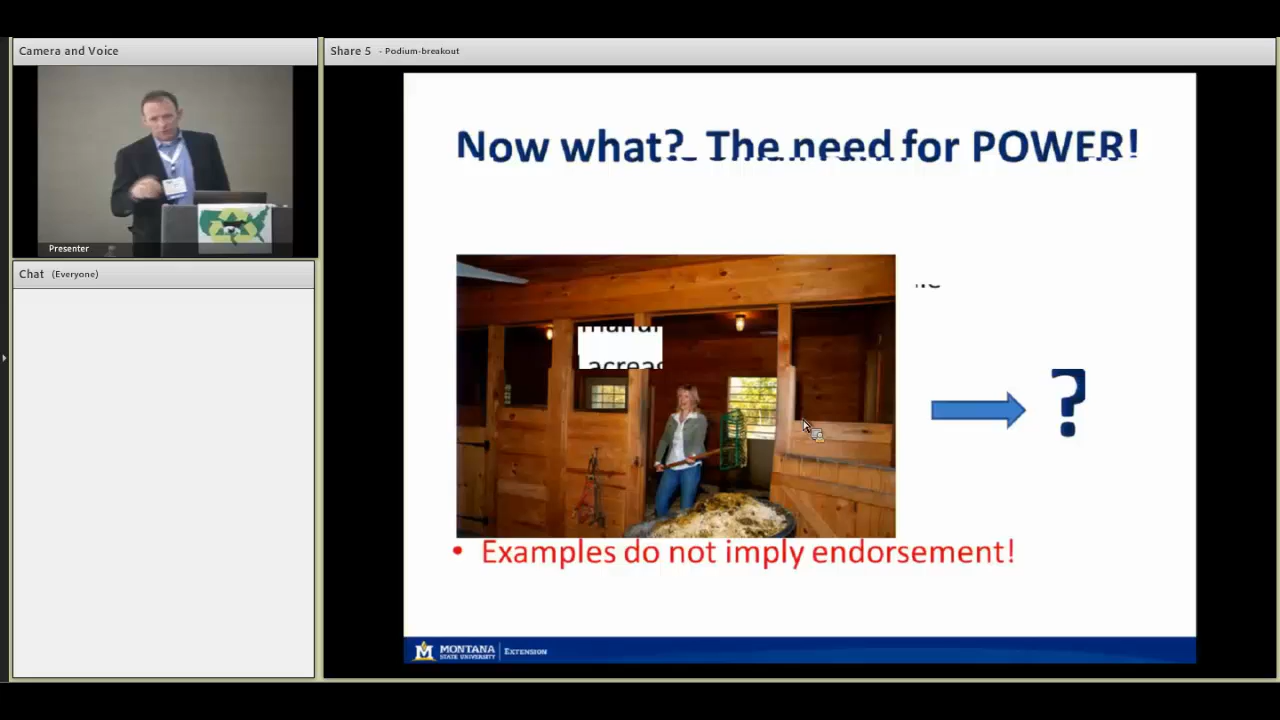 Camera and Voice
Presenter
Chat (Everyone)
Share 5 - Podium-breakout
Now what? The need for POWER!
?
• Examples do not imply endorsement!
M MONTANA STATE UNIVERSITY EXTENSION